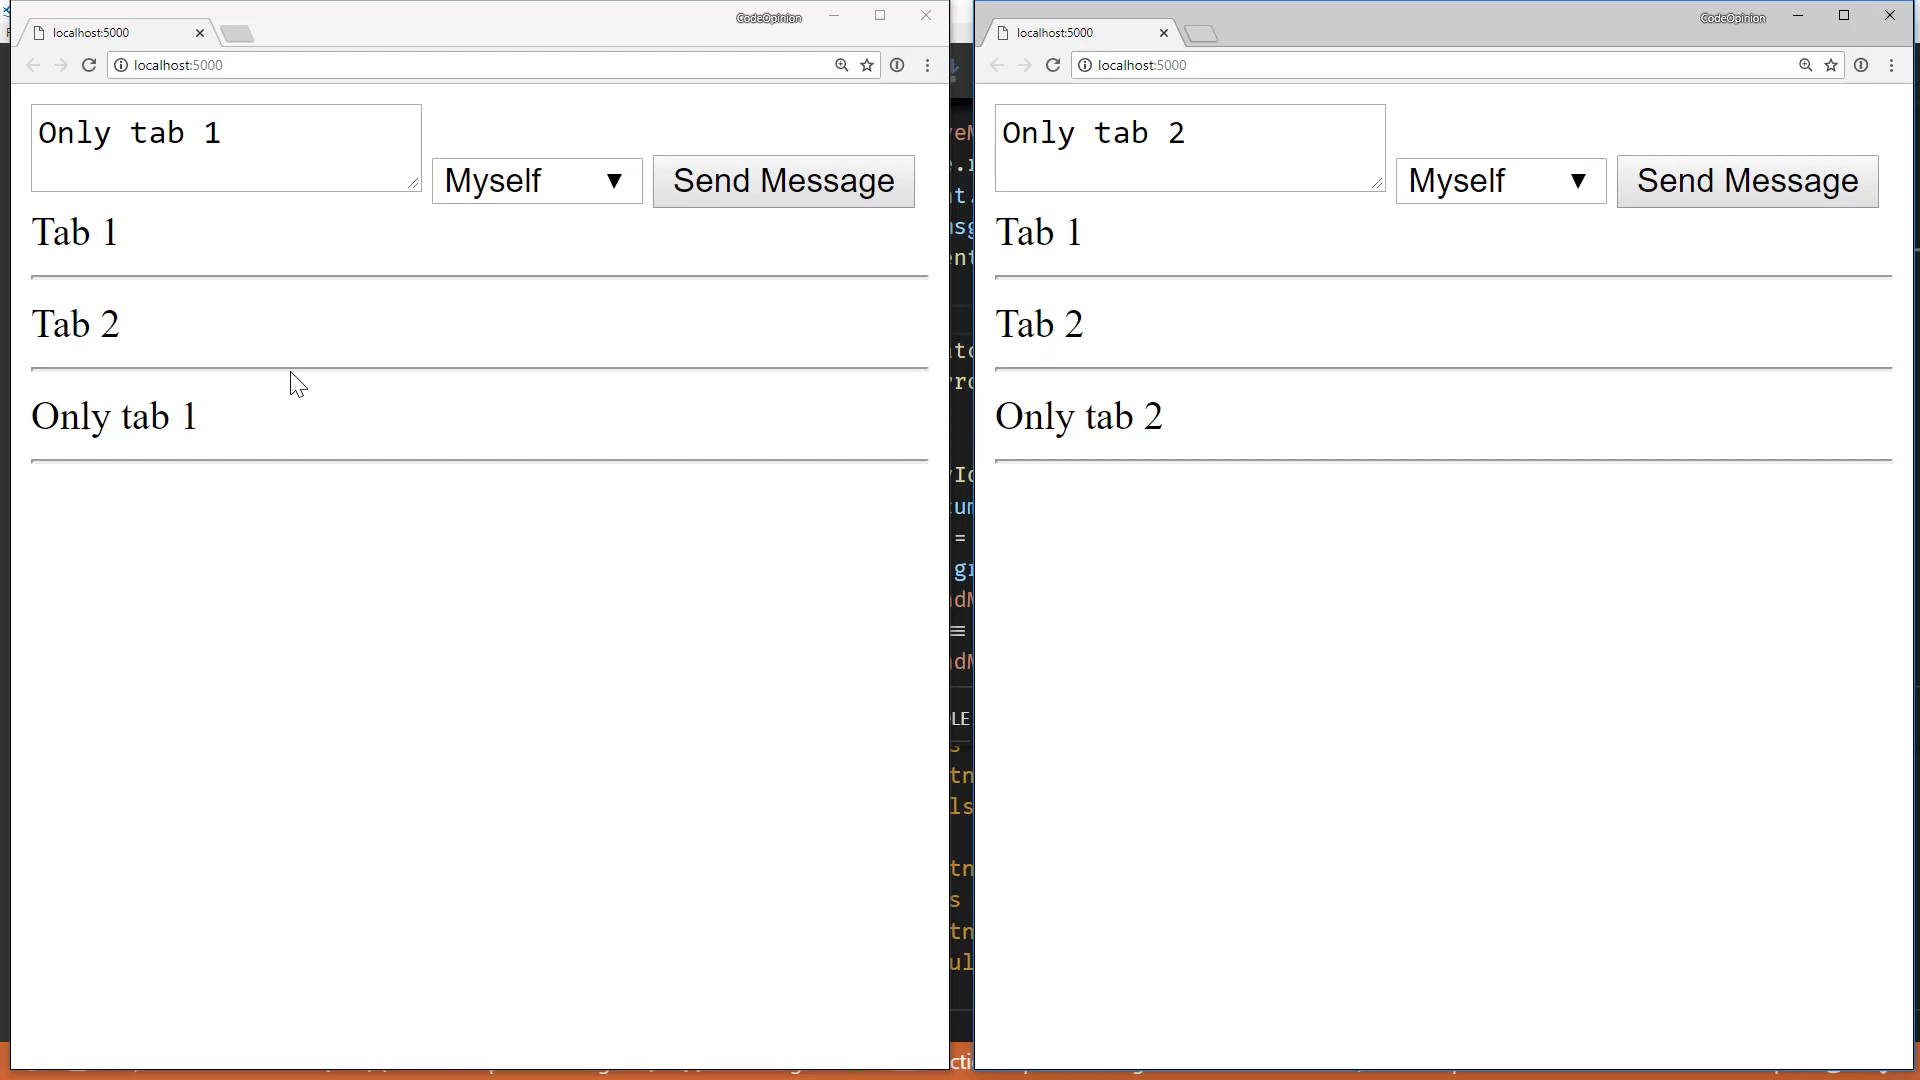 CodeOpinion
localhost:5000
localhost:5000
Only tab 1
Myself
Send Message
Tab 1
Tab 2
Only tab 1
CodeOpinion
localhost:5000
localhost:5000
Only tab 2
Myself
Send Message
Tab 1
Tab 2
Only tab 2